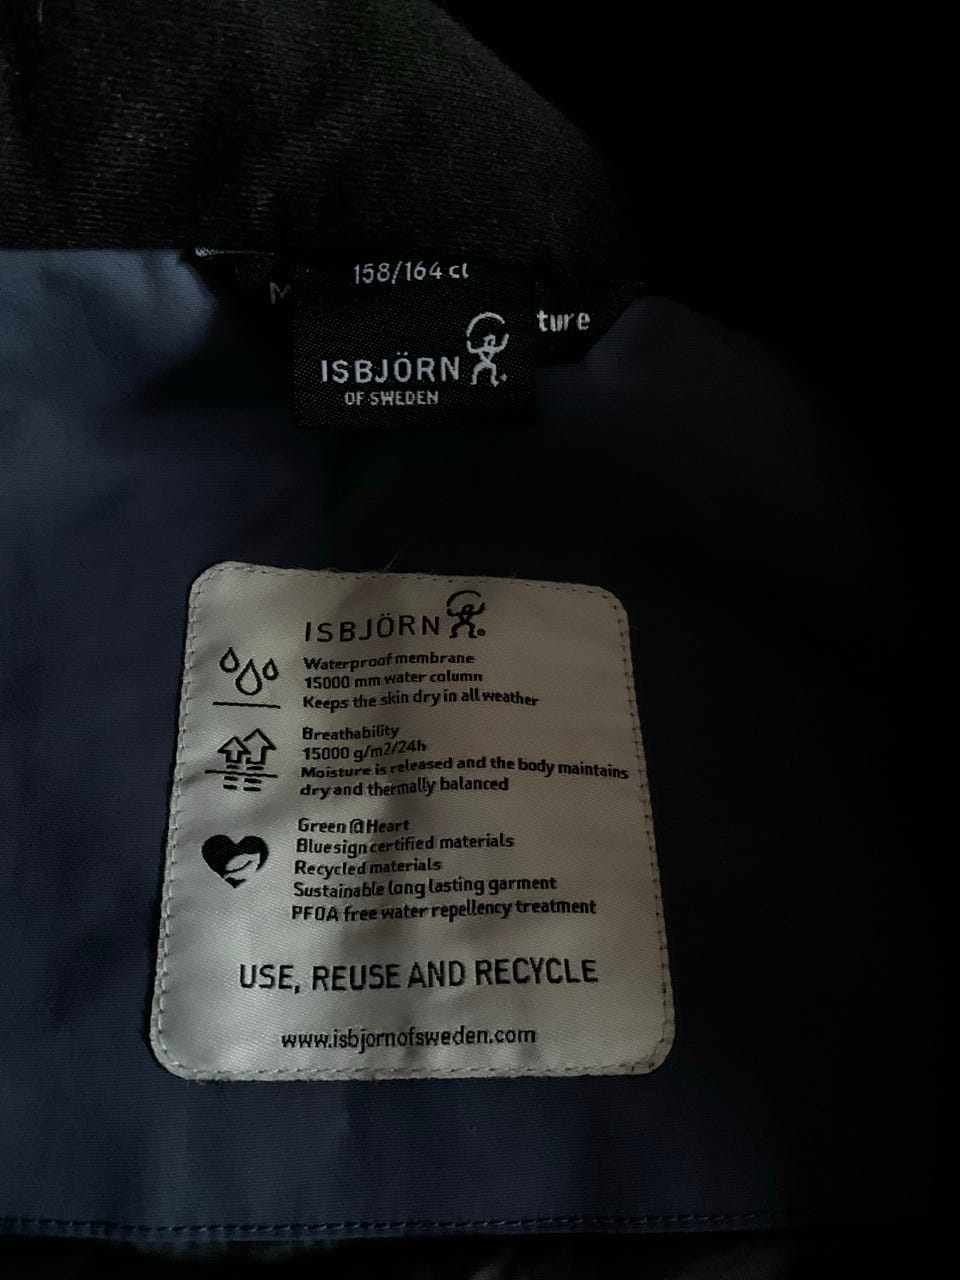 158/164 cl
M
ture
ISBJÖRN
OF SWEDEN
ISBJÖRN
Waterproof membrane
15000 mm water column
Keeps the skin dry in all weather
Breathability
15000 g/m2/24h
Moisture is released and the body maintains
dry and thermally balanced
Green @ Heart
Bluesign certified materials
Recycled materials
Sustainable long lasting garment
PFOA free water repellency treatment
USE, REUSE AND RECYCLE
www.isbjornofsweden.com